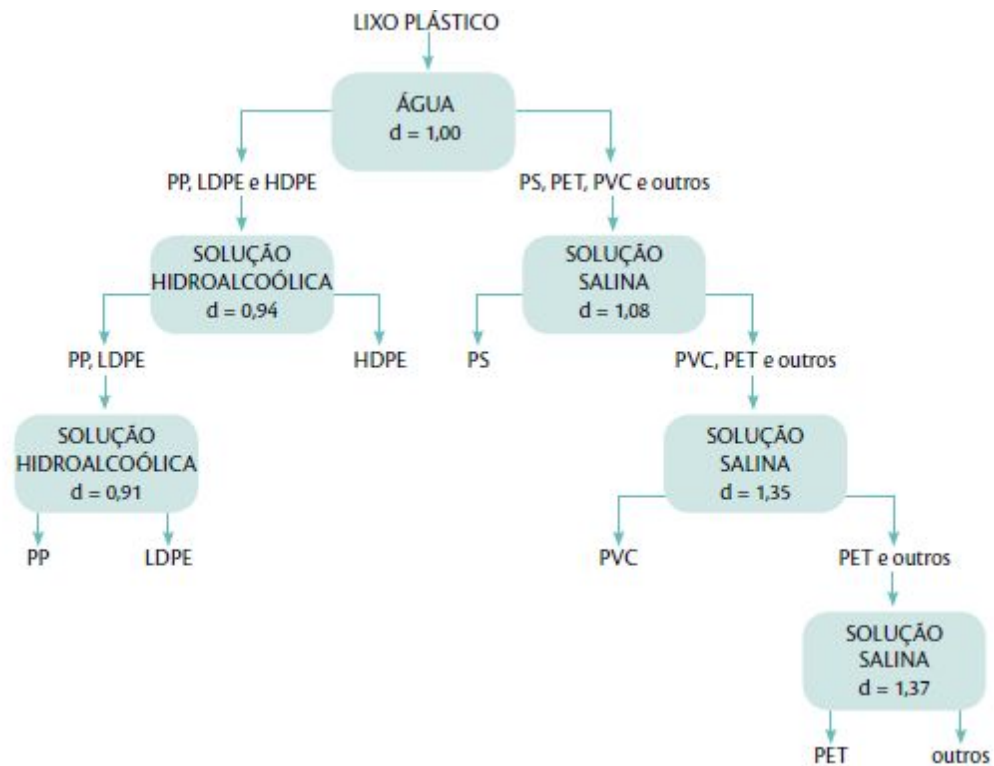 LIXO PLÁSTICO
ÁGUA
d = 1,00
PP, LDPE e HDPE
PS, PET, PVC e outros
SOLUÇÃO
HIDROALCOÓLICA
d = 0,94
SOLUÇÃO
SALINA
d = 1,08
PP, LDPE
HDPE
PS
PVC, PET e outros
SOLUÇÃO
HIDROALCOÓLICA
d = 0,91
SOLUÇÃO
SALINA
d = 1,35
PP
LDPE
PVC
PET e outros
SOLUÇÃO
SALINA
d = 1,37
PET
outros